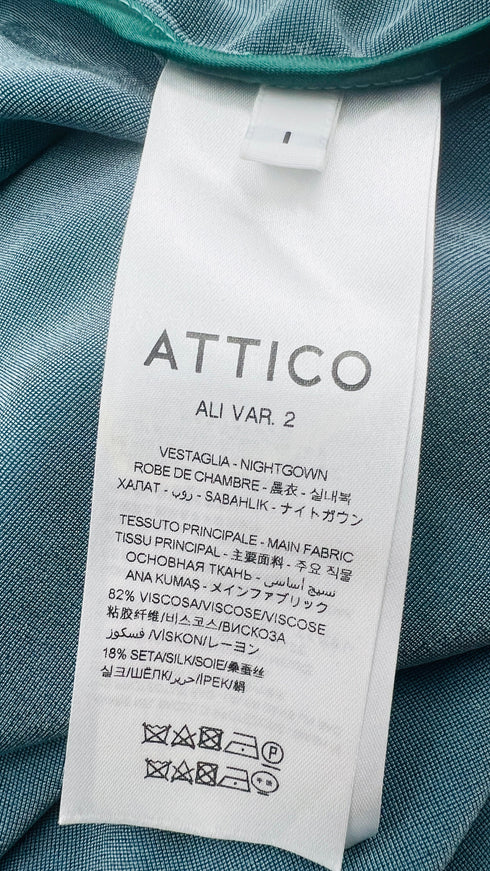 I
ATTICO
ALI VAR. 2
VESTAGLIA - NIGHTGOWN
ROBE DE CHAMBRE - 晨衣 - 실내복
ХАЛАТ - روب - SABAHLIK - ナイトガウン
TESSUTO PRINCIPALE - MAIN FABRIC
TISSU PRINCIPAL - 主要面料 - 주요 직물
ОСНОВНАЯ ТКАНЬ - نسيج أساسي -
ANA KUMAŞ - メインファブリック
82% VISCOSA/VISCOSE/VISCOSE
粘胶纤维/비스코스/ВИСКОЗА
فسكوز /VİSKON/レーヨン
18% SETA/SILK/SOIE/桑蚕丝
실크/ШЁЛК/حرير/İPEK/絹
P